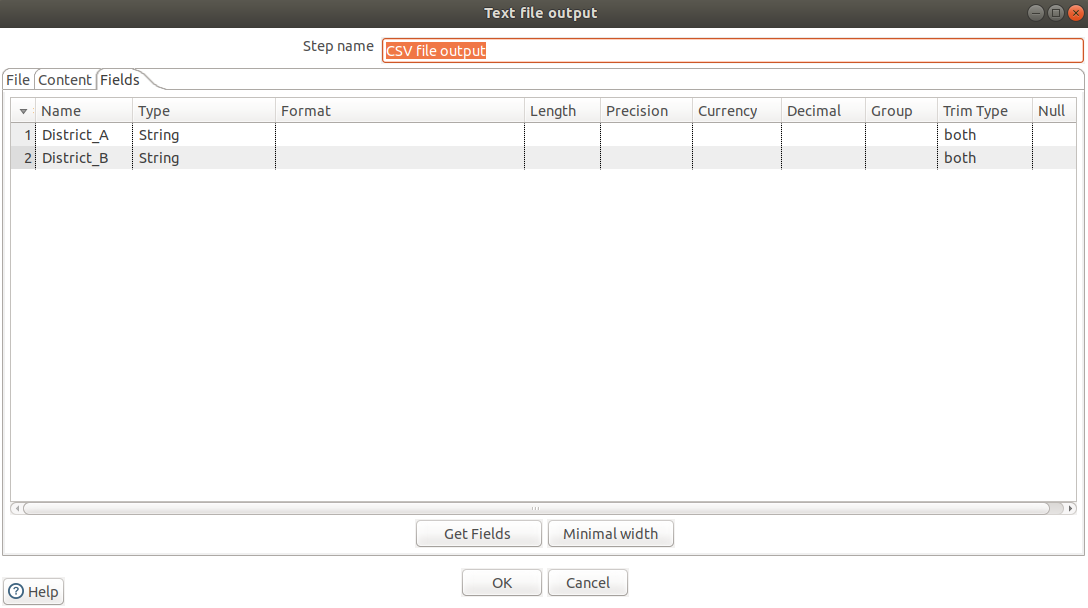 Text file output
Step name CSV file output
File Content Fields
Name Type Format Length Precision Currency Decimal Group Trim Type Null
1 District_A String both
2 District_B String both
Get Fields Minimal width
OK Cancel
Help